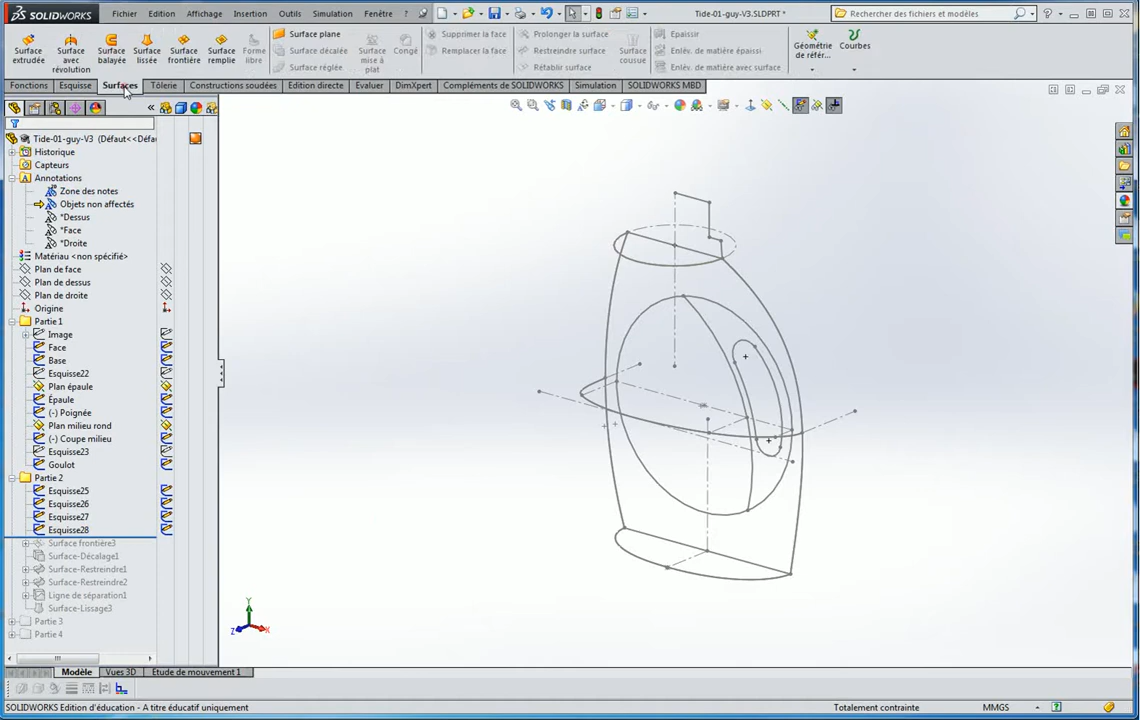 SOLIDWORKS
Fichier Edition Affichage Insertion Outils Simulation Fenêtre ?
Tide-01-guy-V3.SLDPRT *
Rechercher des fichiers et modèles
Surface extrudée
Surface avec révolution
Surface balayée
Surface lissée
Surface frontière
Surface remplie
Forme libre
Surface plane
Surface décalée
Surface réglée
Surface mise à plat
Congé
Supprimer la face
Remplacer la face
Prolonger la surface
Restreindre surface
Rétablir surface
Surface cousue
Epaissir
Enlèv. de matière épaissi
Enlèv. de matière avec surface
Géométrie de référence
Courbes
Fonctions Esquisse Surfaces Tôlerie Constructions soudées Edition directe Evaluer DimXpert Compléments de SOLIDWORKS Simulation SOLIDWORKS MBD
Tide-01-guy-V3 (Défaut<<Défa
Historique
Capteurs
Annotations
Zone des notes
Objets non affectés
*Dessus
*Face
*Droite
Matériau <non spécifié>
Plan de face
Plan de dessus
Plan de droite
Origine
Partie 1
Image
Face
Base
Esquisse22
Plan épaule
Épaule
(-) Poignée
Plan milieu rond
(-) Coupe milieu
Esquisse23
Goulot
Partie 2
Esquisse25
Esquisse26
Esquisse27
Esquisse28
Surface frontière3
Surface-Décalage1
Surface-Restreindre1
Surface-Restreindre2
Ligne de séparation1
Surface-Lissage3
Partie 3
Partie 4
Y
Z
X
Modèle Vues 3D Etude de mouvement 1
SOLIDWORKS Edition d'éducation - A titre éducatif uniquement
Totalement contrainte
MMGS